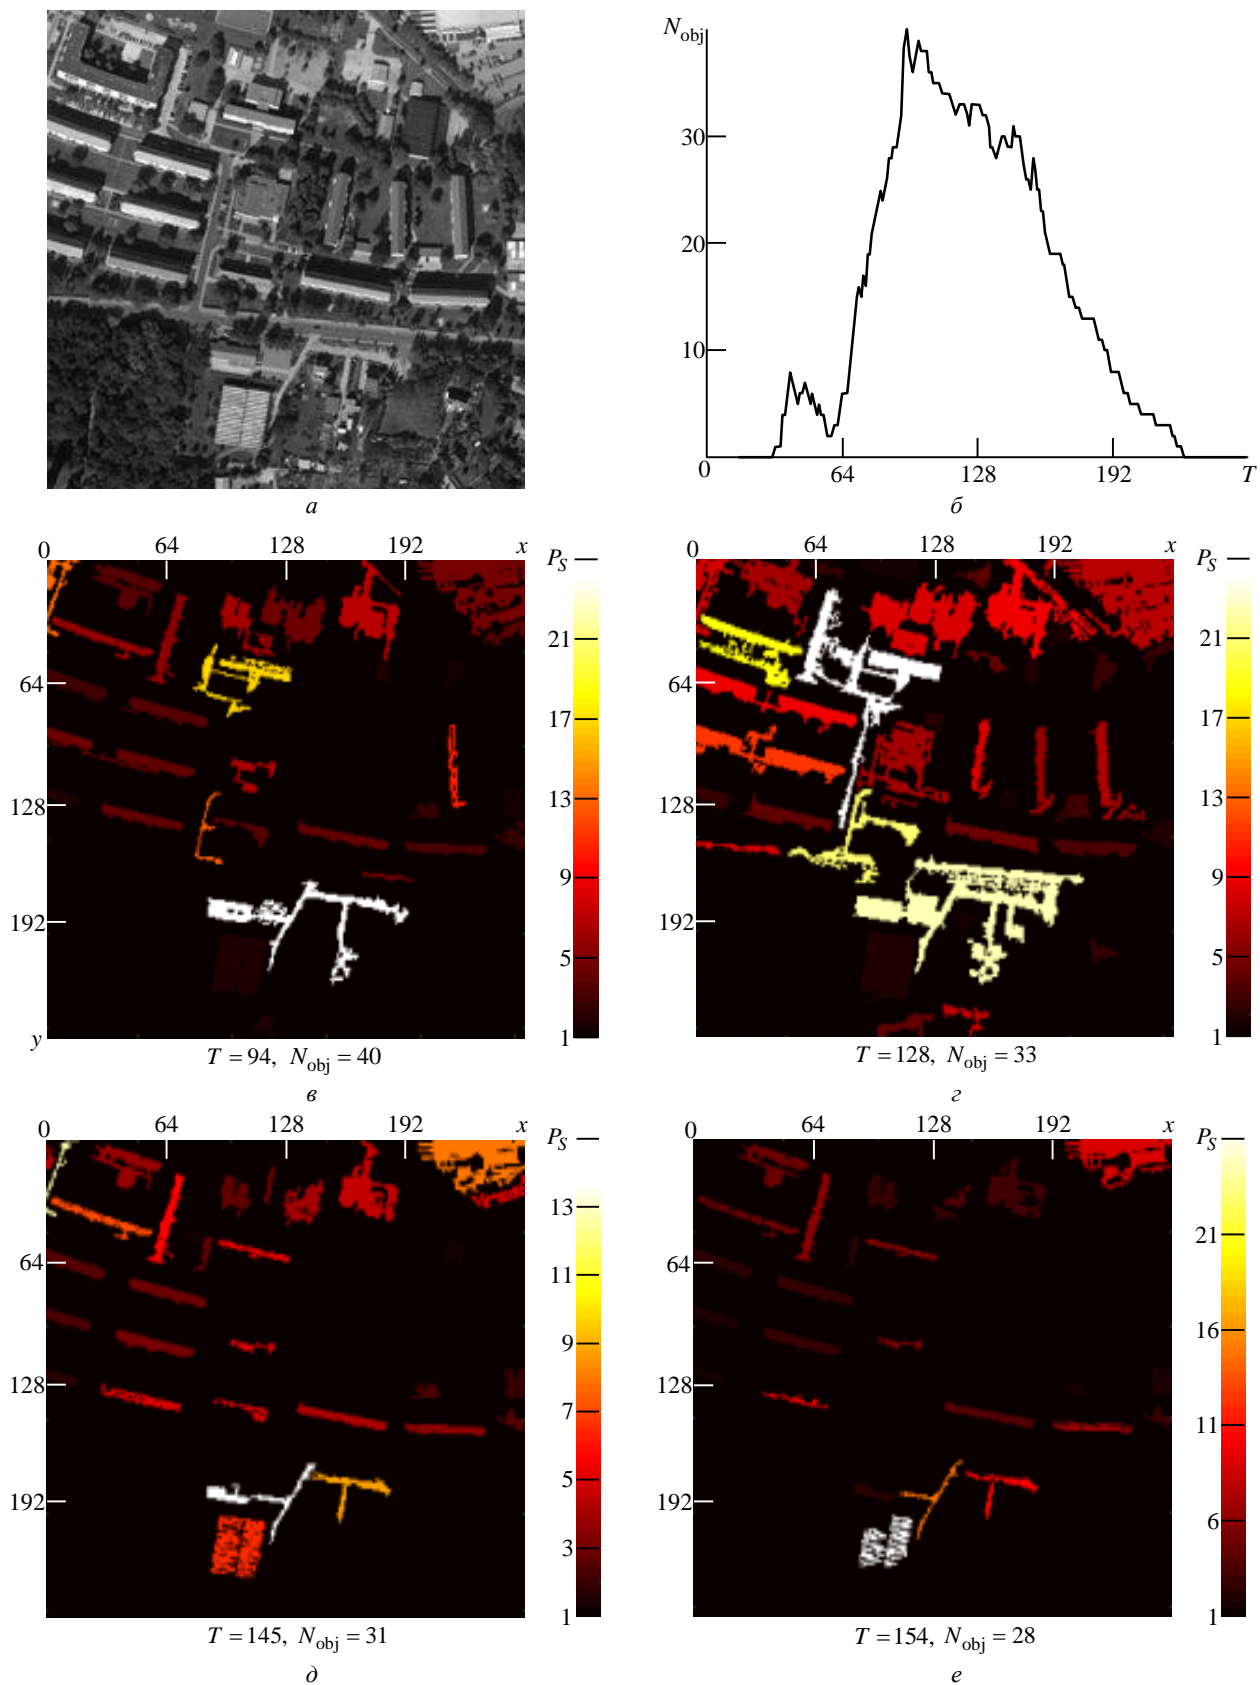 N_obj
30
20
10
0 64 128 192 T
а б
0 64 128 192 x P_S
21
64
17
13
128
9
192
5
y 1
T = 94, N_obj = 40
в
0 64 128 192 x P_S
21
64
17
13
128
9
192
5
1
T = 128, N_obj = 33
г
0 64 128 192 x P_S
13
64
11
9
128
7
5
192
3
1
T = 145, N_obj = 31
д
0 64 128 192 x P_S
21
64
16
128
11
192
6
1
T = 154, N_obj = 28
е